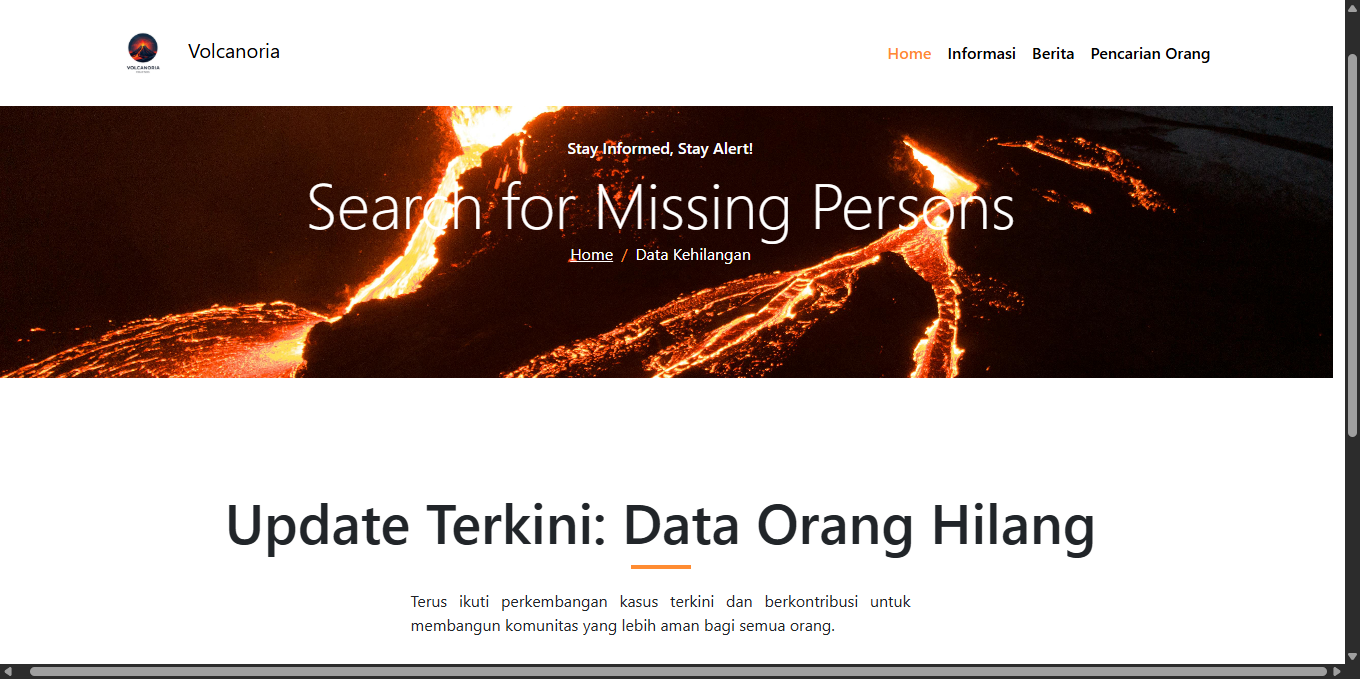 VOLCANORIA
Volcanoria
Home Informasi Berita Pencarian Orang
Stay Informed, Stay Alert!
Search for Missing Persons
Home / Data Kehilangan
Update Terkini: Data Orang Hilang
Terus ikuti perkembangan kasus terkini dan berkontribusi untuk
membangun komunitas yang lebih aman bagi semua orang.